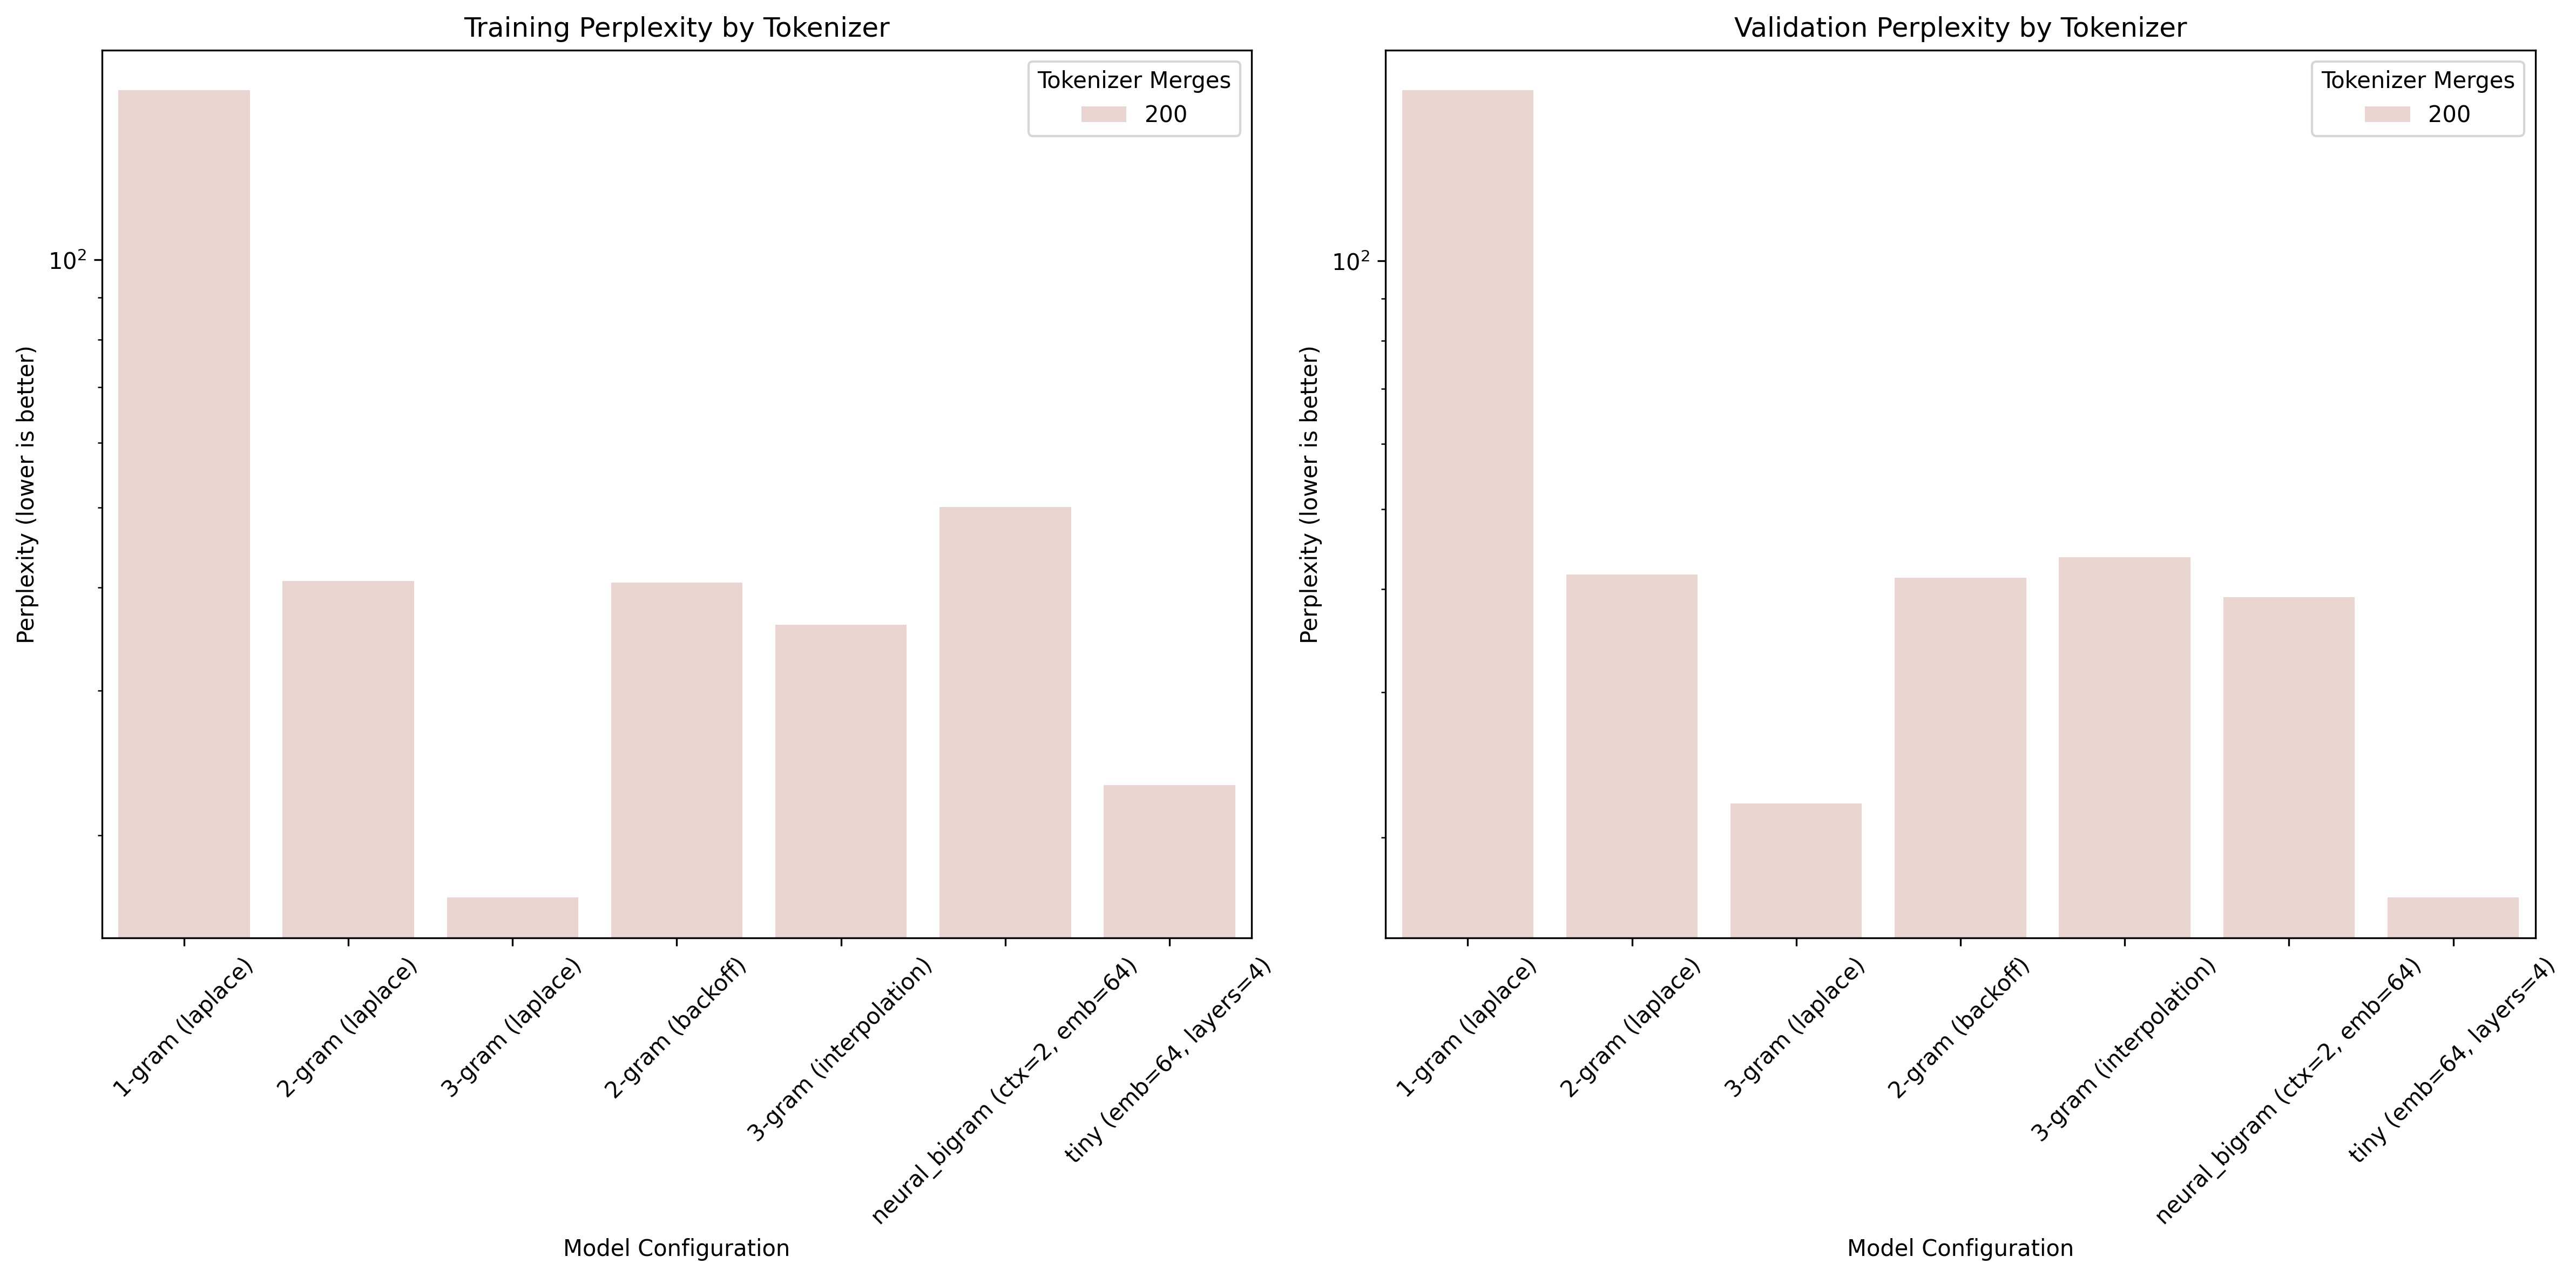 Training Perplexity by Tokenizer
Tokenizer Merges
200
10²
Perplexity (lower is better)
1-gram (laplace)
2-gram (laplace)
3-gram (laplace)
2-gram (backoff)
3-gram (interpolation)
neural_bigram (ctx=2, emb=64)
tiny (emb=64, layers=4)
Model Configuration
Validation Perplexity by Tokenizer
Tokenizer Merges
200
10²
Perplexity (lower is better)
1-gram (laplace)
2-gram (laplace)
3-gram (laplace)
2-gram (backoff)
3-gram (interpolation)
neural_bigram (ctx=2, emb=64)
tiny (emb=64, layers=4)
Model Configuration